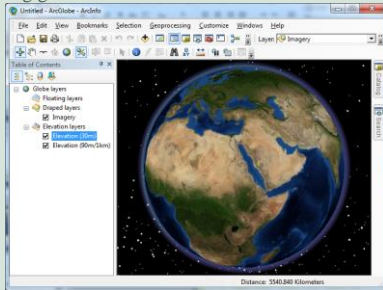 Untitled - ArcGlobe - ArcInfo
File Edit View Bookmarks Selection Geoprocessing Customize Windows Help
Layer: Imagery
Table of Contents
Globe layers
Floating layers
Draped layers
Imagery
Elevation layers
Elevation (30m)
Elevation (90m/1km)
Catalog
Search
Distance: 5540.840 Kilometers